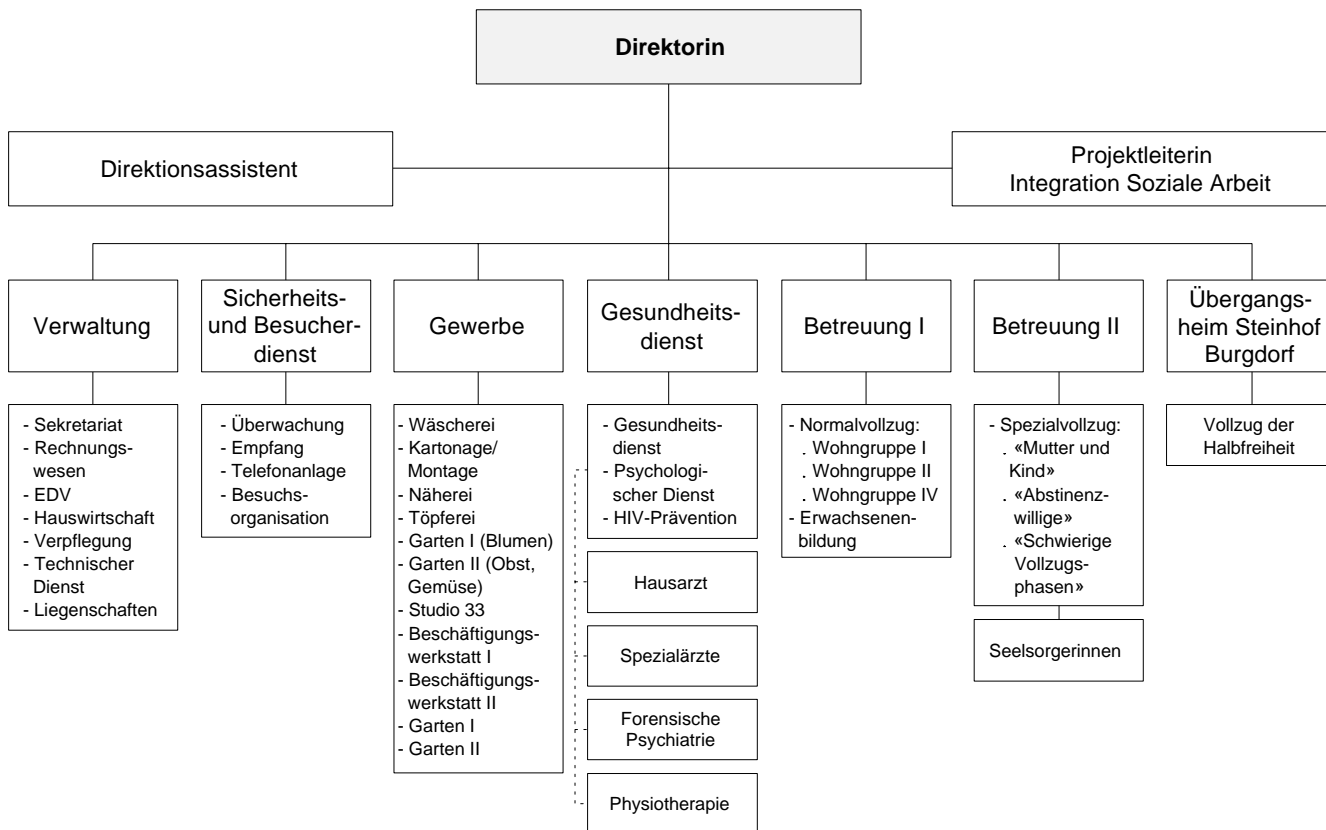 Direktorin
Direktionsassistent
Projektleiterin
Integration Soziale Arbeit
Verwaltung
Sicherheits-
und Besucher-
dienst
Gewerbe
Gesundheits-
dienst
Betreuung I
Betreuung II
Übergangs-
heim Steinhof
Burgdorf
- Sekretariat
- Rechnungs-
wesen
- EDV
- Hauswirtschaft
- Verpflegung
- Technischer
Dienst
- Liegenschaften
- Überwachung
- Empfang
- Telefonanlage
- Besuchs-
organisation
- Wäscherei
- Kartonage/
Montage
- Näherei
- Töpferei
- Garten I (Blumen)
- Garten II (Obst,
Gemüse)
- Studio 33
- Beschäftigungs-
werkstatt I
- Beschäftigungs-
werkstatt II
- Garten I
- Garten II
- Gesundheits-
dienst
- Psychologi-
scher Dienst
- HIV-Prävention
Hausarzt
Spezialärzte
Forensische
Psychiatrie
Physiotherapie
- Normalvollzug:
. Wohngruppe I
. Wohngruppe II
. Wohngruppe IV
- Erwachsenen-
bildung
- Spezialvollzug:
. «Mutter und
Kind»
. «Abstinenz-
willige»
. «Schwierige
Vollzugs-
phasen»
Seelsorgerinnen
Vollzug der
Halbfreiheit